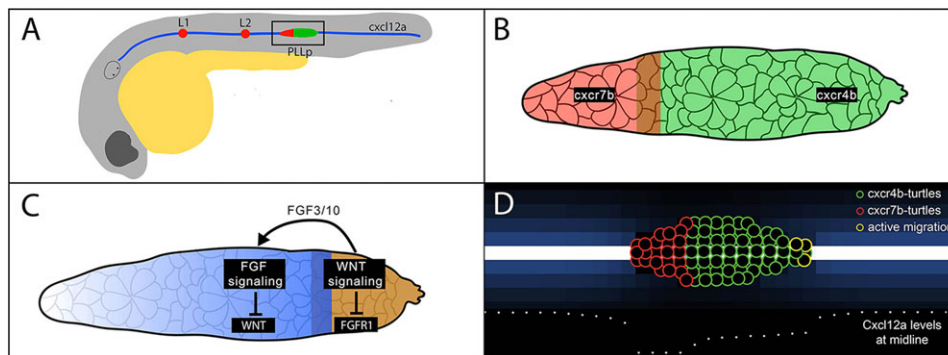 A
L1
L2
cxcl12a
PLLp
B
cxcr7b
cxcr4b
C
FGF3/10
FGF
signaling
WNT
signaling
WNT
FGFR1
D
cxcr4b-turtles
cxcr7b-turtles
active migration
Cxcl12a levels
at midline